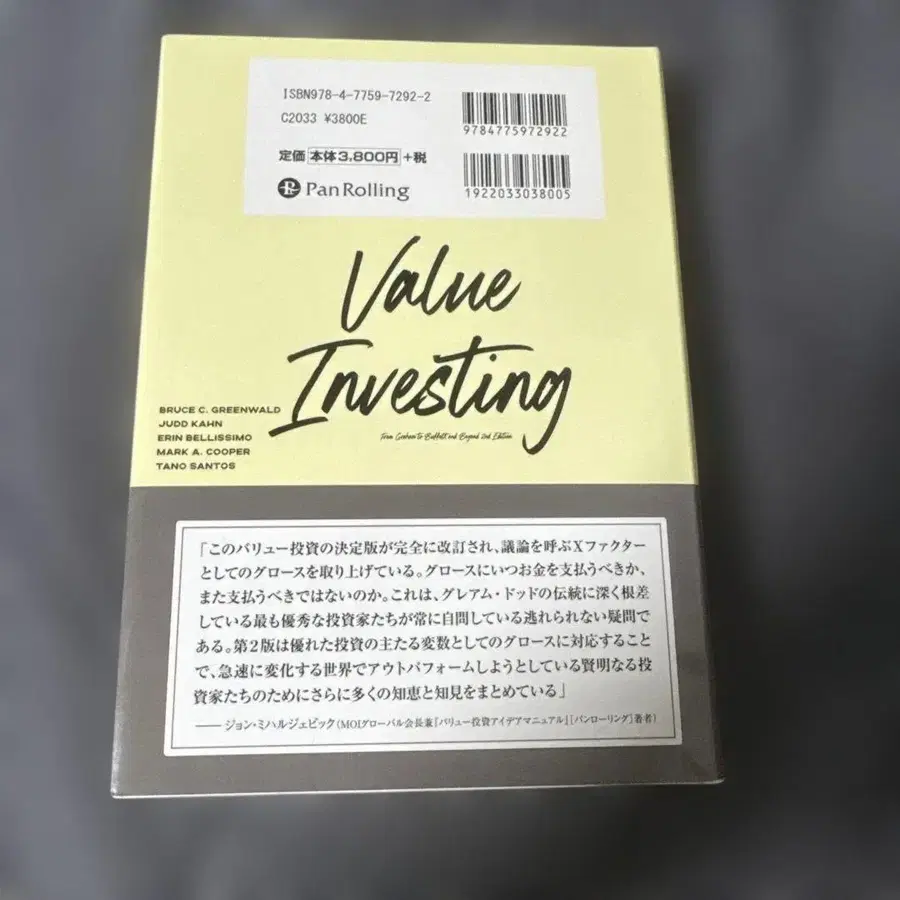 ISBN978-4-7759-7292-2
C2033 ¥3800E
9784775972922
定価 本体3,800円 +税
PanRolling
1922033038005
Value
Investing
From Graham to Buffett and Beyond 2nd Edition
BRUCE C. GREENWALD
JUDD KAHN
ERIN BELLISSIMO
MARK A. COOPER
TANO SANTOS
「このバリュー投資の決定版が完全に改訂され、議論を呼ぶXファクター
としてのグロースを取り上げている。グロースにいつお金を支払うべきか、
また支払うべきではないのか。これは、グレアム・ドッドの伝統に深く根差
している最も優秀な投資家たちが常に自問している逃れられない疑問
である。第2版は優れた投資の主たる変数としてのグロースに対応すること
で、急速に変化する世界でアウトパフォームしようとしている賢明なる投
資家たちのためにさらに多くの知恵と知見をまとめている」
――ジョン・ミハルジェビック(MOIグローバル会長兼『バリュー投資アイデアマニュアル』[パンローリング]著者)